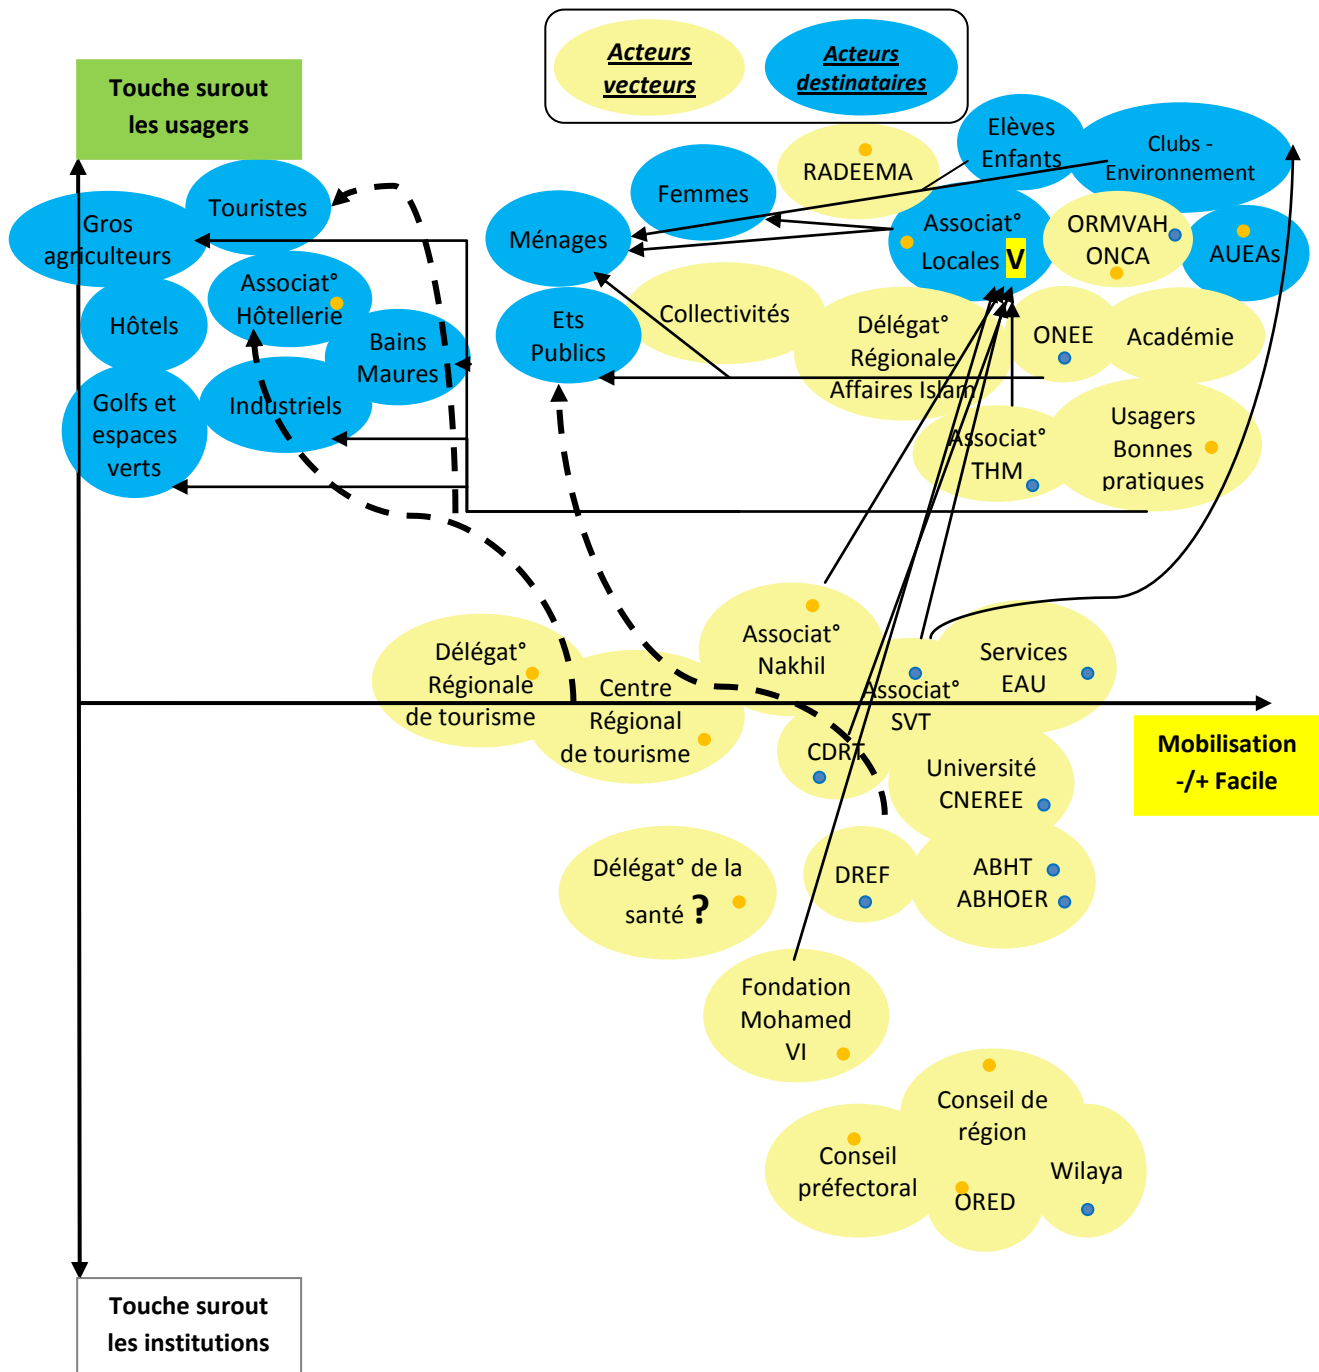 Acteurs
vecteurs
Acteurs
destinataires
Touche surout
les usagers
Elèves
Enfants
Clubs -
Environnement
RADEEMA
Femmes
Touristes
Gros
agriculteurs
Ménages
Associat°
Locales V
ORMVAH
ONCA
AUEAs
Associat°
Hôtellerie
Hôtels
Bains
Maures
Ets
Publics
Collectivités
Délégat°
Régionale
Affaires Islam
ONEE
Académie
Golfs et
espaces
verts
Industriels
Associat°
THM
Usagers
Bonnes
pratiques
Délégat°
Régionale
de tourisme
Centre
Régional
de tourisme
Associat°
Nakhil
Associat°
SVT
Services
EAU
Mobilisation
-/+ Facile
CDRT
Université
CNEREE
Délégat° de la
santé ?
DREF
ABHT
ABHOER
Fondation
Mohamed
VI
Conseil de
région
Conseil
préfectoral
ORED
Wilaya
Touche surout
les institutions